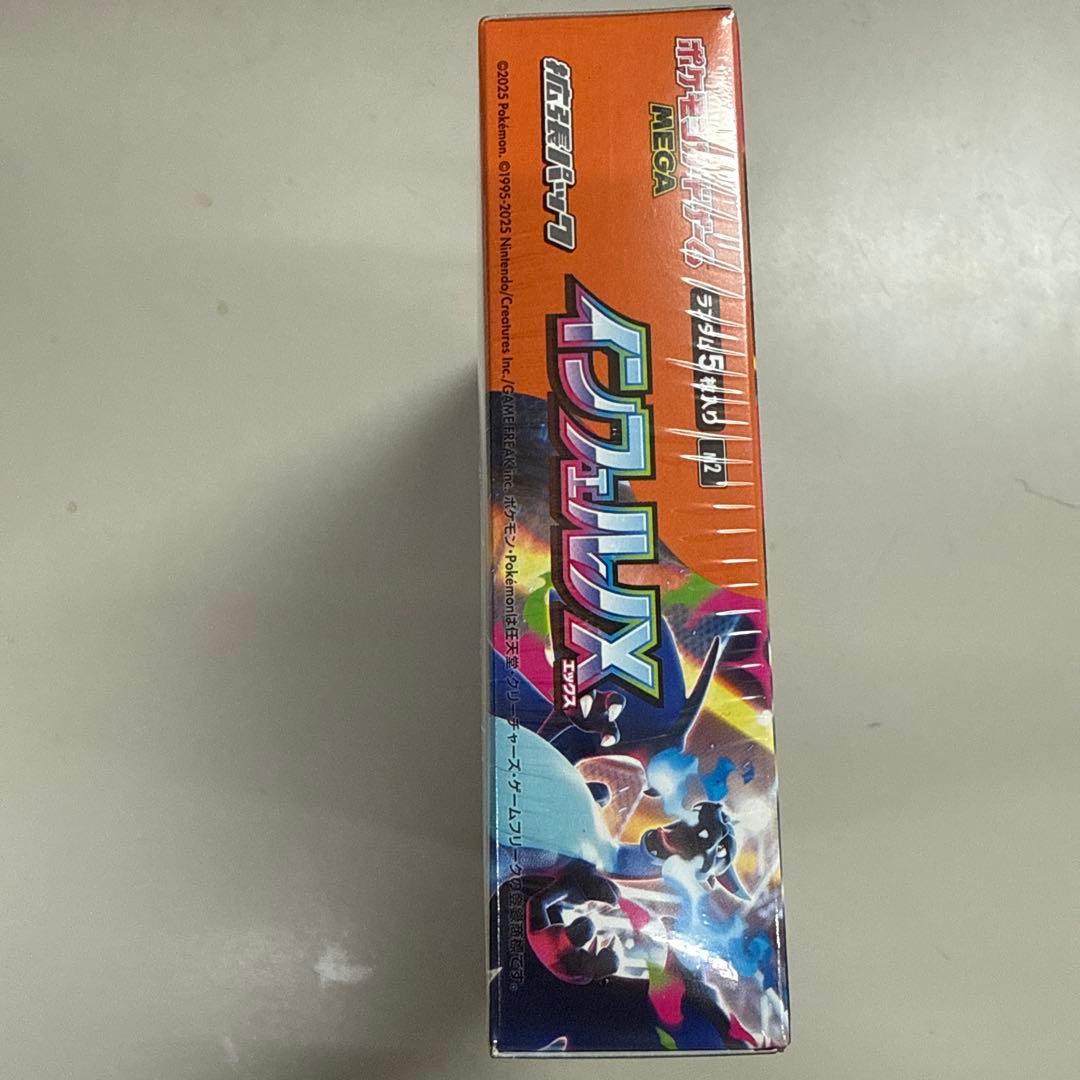 ポケモンカードゲーム
MEGA
ランダム5枚入り
M2
拡張パック
インフェルノX
エックス
©2025 Pokémon. ©1995-2025 Nintendo/Creatures Inc./GAME FREAK inc. ポケモン・Pokémonは任天堂・クリーチャーズ・ゲームフリークの登録商標です。